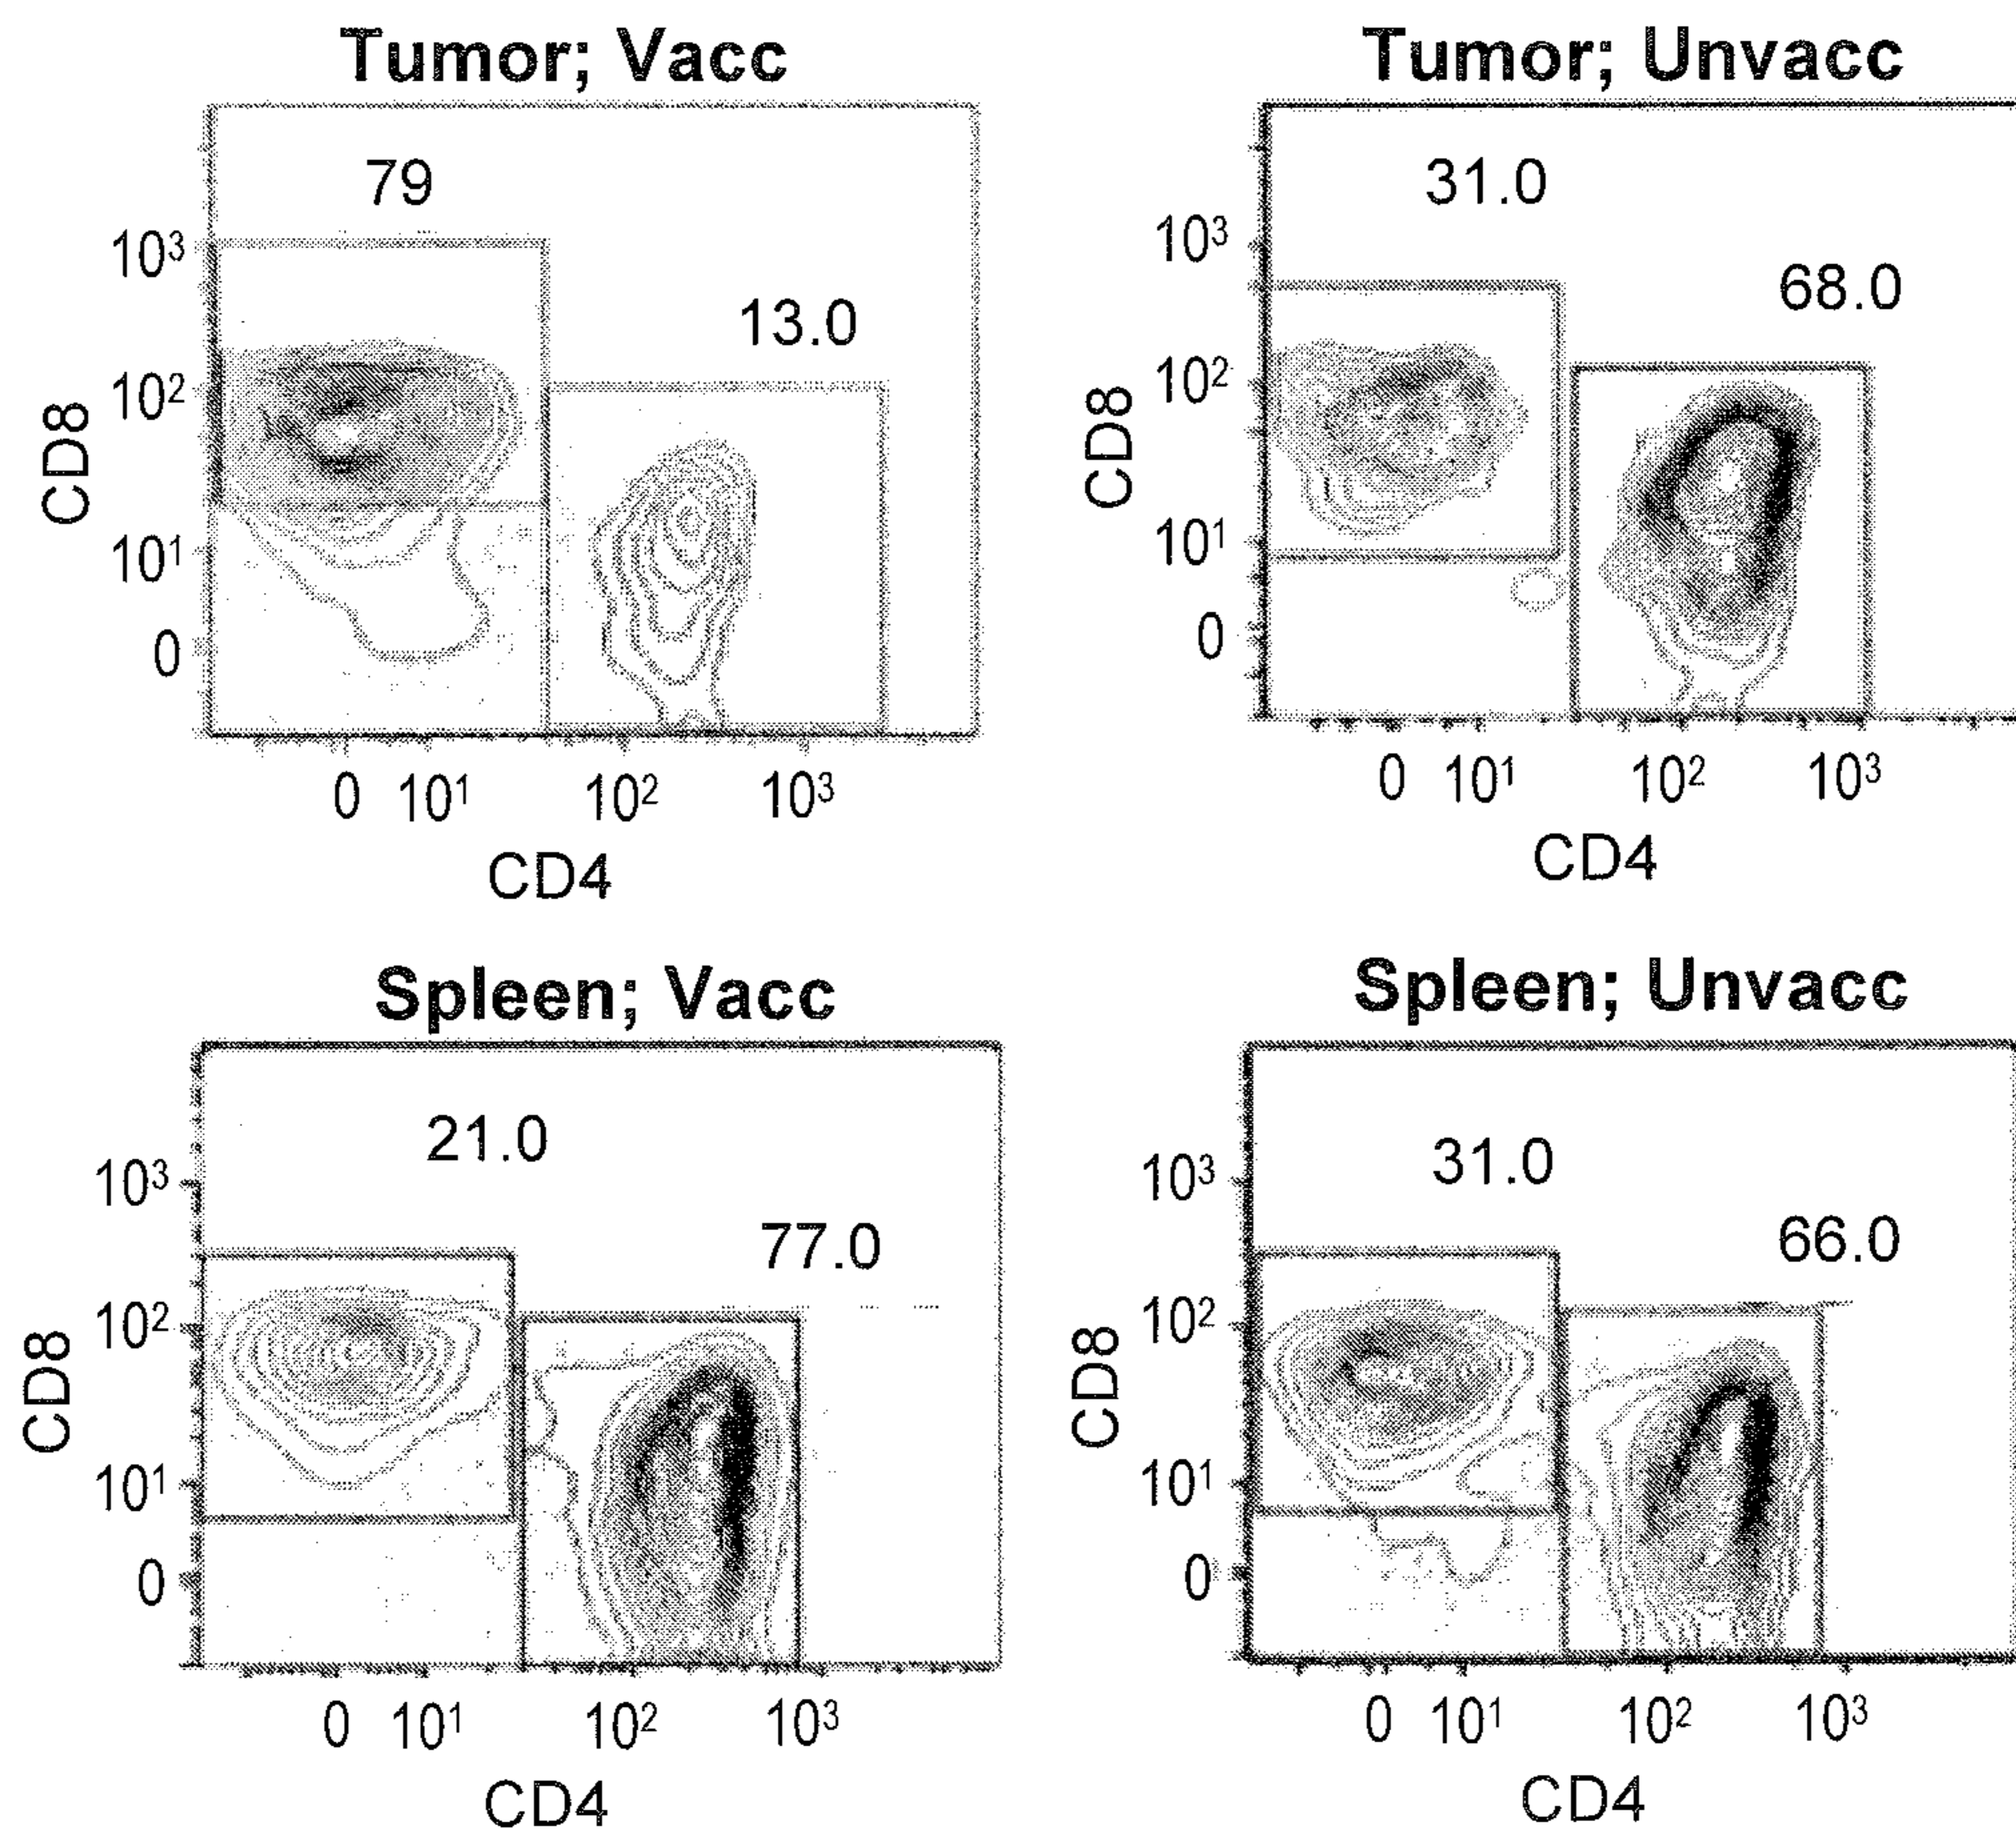 Tumor; Vacc
79
13.0
10³
10²
10¹
0
CD8
0 10¹ 10² 10³
CD4
Tumor; Unvacc
31.0
68.0
10³
10²
10¹
0
CD8
0 10¹ 10² 10³
CD4
Spleen; Vacc
21.0
77.0
10³
10²
10¹
0
CD8
0 10¹ 10² 10³
CD4
Spleen; Unvacc
31.0
66.0
10³
10²
10¹
0
CD8
0 10¹ 10² 10³
CD4